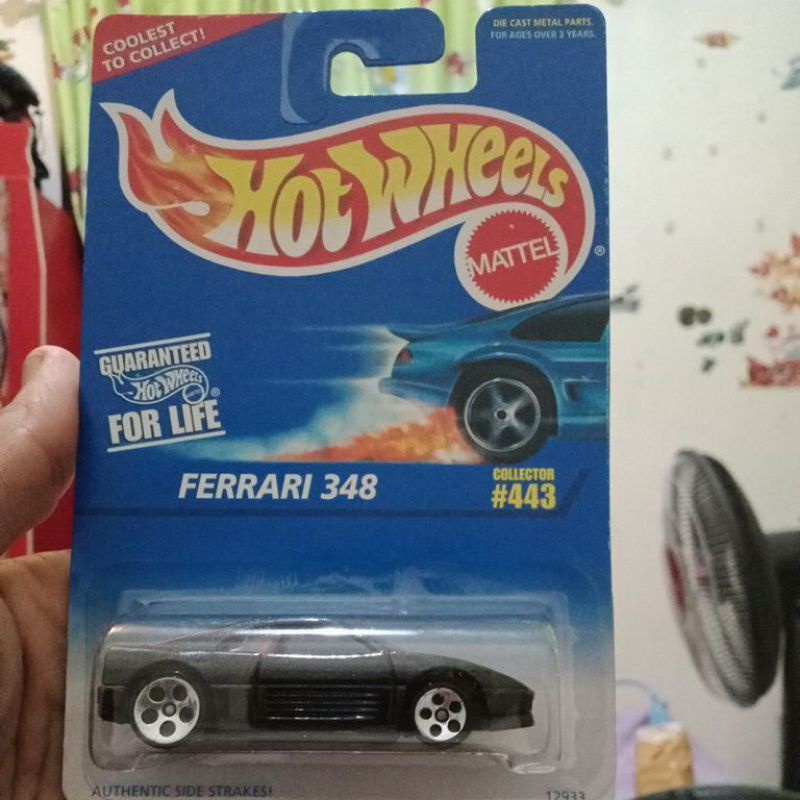 COOLEST
TO COLLECT!
DIE CAST METAL PARTS.
FOR AGES OVER 3 YEARS.
HOT WHEELS
®
MATTEL
GUARANTEED
HOT WHEELS
®
FOR LIFE
FERRARI 348
COLLECTOR
#443
AUTHENTIC SIDE STRAKES!
12933